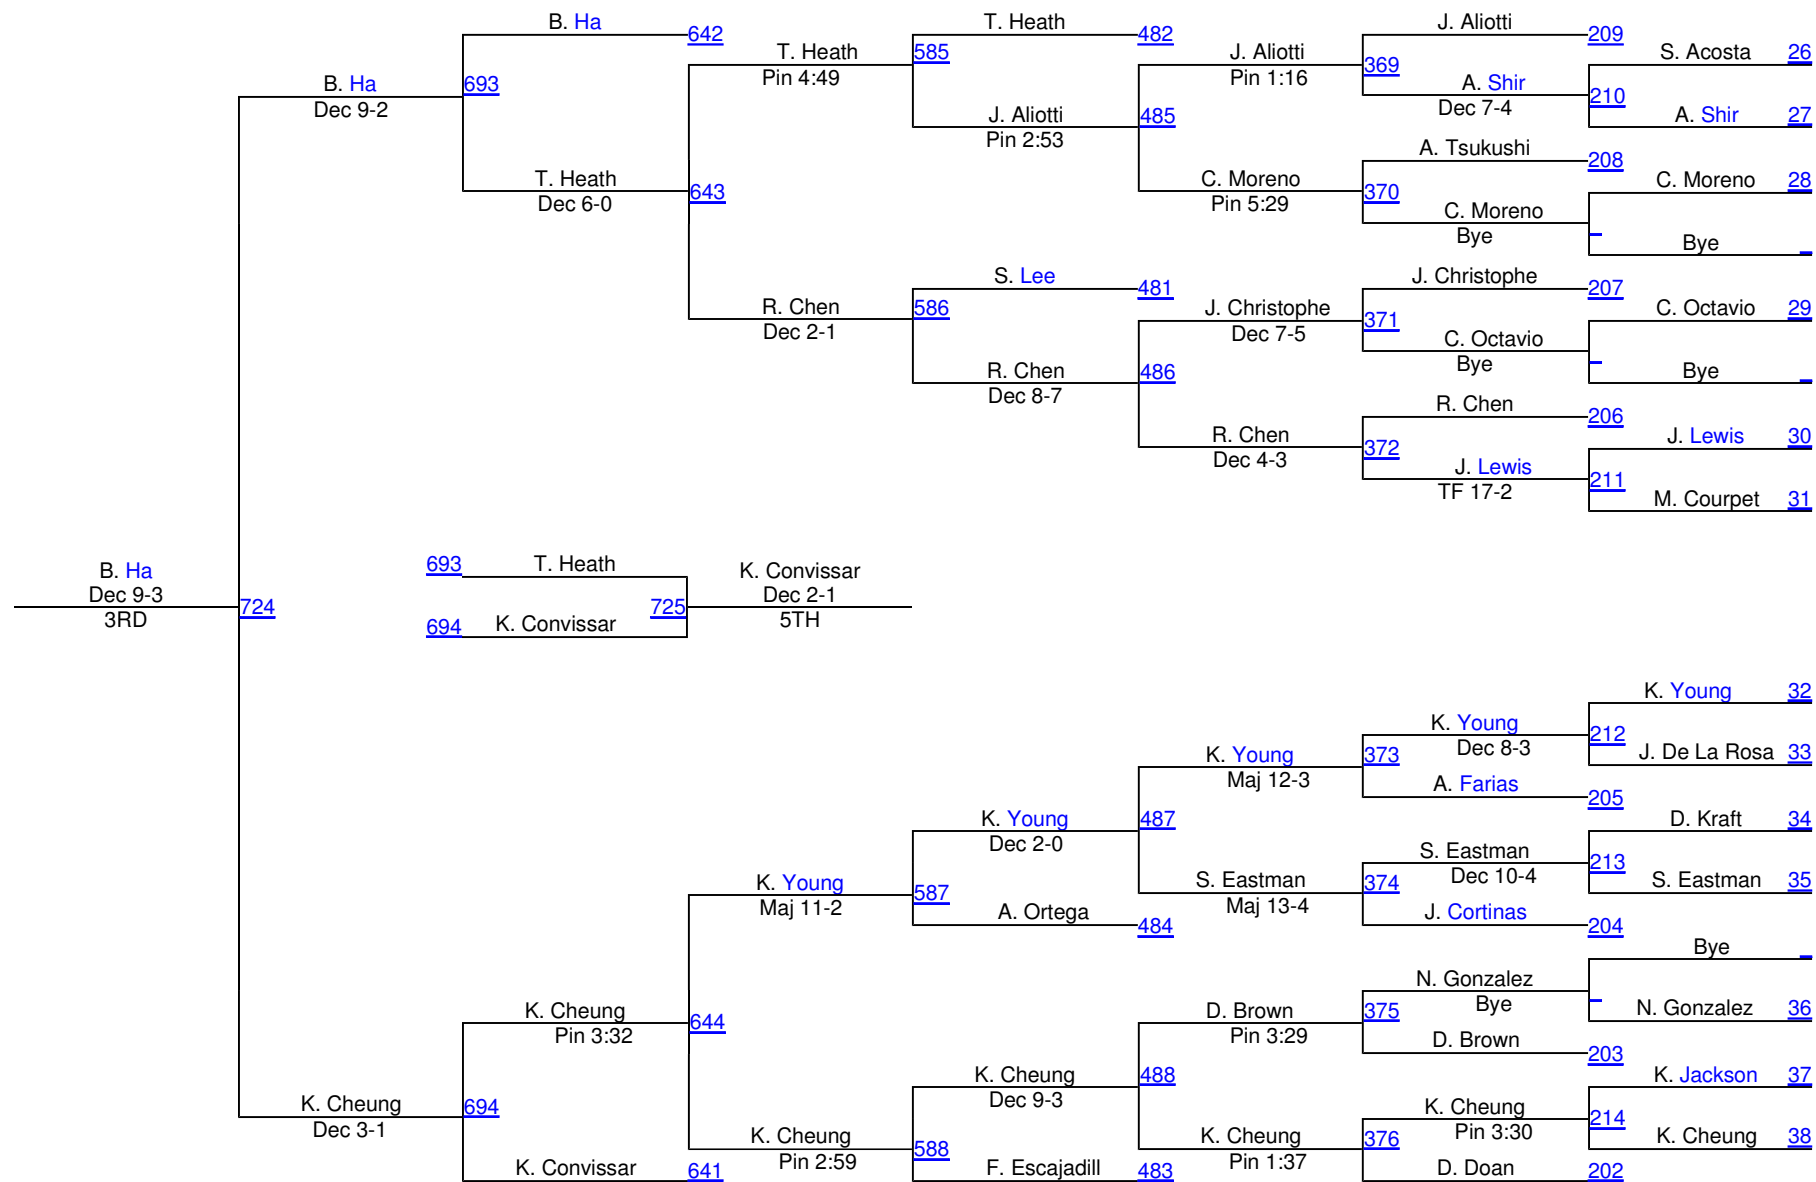 B. Ha 642
T. Heath 482
J. Aliotti 209
S. Acosta 26
T. Heath 585
Pin 4:49
J. Aliotti 369
Pin 1:16
B. Ha 693
Dec 9-2
A. Shir 210
Dec 7-4
J. Aliotti 485
Pin 2:53
A. Shir 27
A. Tsukushi 208
T. Heath 643
Dec 6-0
C. Moreno 370
Pin 5:29
C. Moreno 28
C. Moreno
Bye
Bye
S. Lee 481
J. Christophe 207
R. Chen 586
Dec 2-1
J. Christophe 371
Dec 7-5
C. Octavio 29
C. Octavio
Bye
R. Chen 486
Dec 8-7
Bye
R. Chen 206
R. Chen 372
Dec 4-3
J. Lewis 30
J. Lewis 211
TF 17-2
M. Courpet 31
B. Ha
Dec 9-3 724
3RD
693 T. Heath
694 K. Convissar
725
K. Convissar
Dec 2-1
5TH
K. Young 32
K. Young 212
Dec 8-3
J. De La Rosa 33
K. Young 373
Maj 12-3
A. Farias 205
K. Young 487
Dec 2-0
D. Kraft 34
S. Eastman 213
Dec 10-4
K. Young 587
Maj 11-2
S. Eastman 374
Maj 13-4
S. Eastman 35
A. Ortega 484
J. Cortinas 204
Bye
N. Gonzalez
Bye
K. Cheung 644
Pin 3:32
D. Brown 375
Pin 3:29
N. Gonzalez 36
D. Brown 203
K. Cheung 488
Dec 9-3
K. Jackson 37
K. Cheung 694
Dec 3-1
K. Cheung 214
Pin 3:30
K. Cheung 588
Pin 2:59
K. Cheung 376
Pin 1:37
K. Cheung 38
K. Convissar 641
F. Escajadill 483
D. Doan 202